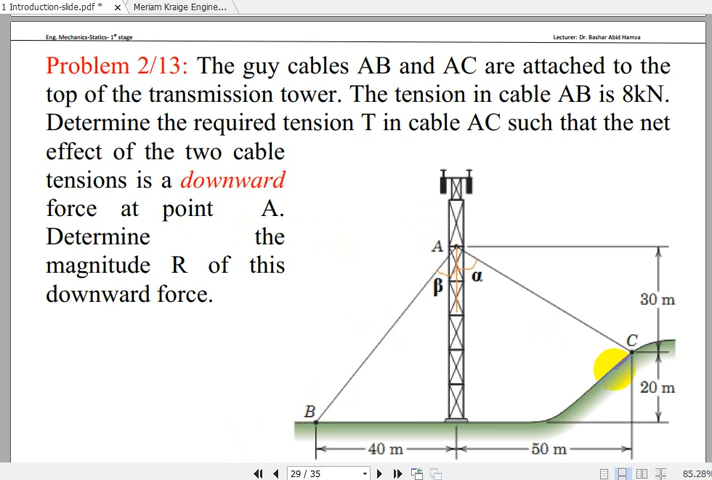 1 Introduction-slide.pdf *
Meriam Kraige Engine...
Eng. Mechanics-Statics- 1ˢᵗ stage
Lecturer: Dr. Bashar Abid Hamza
Problem 2/13: The guy cables AB and AC are attached to the
top of the transmission tower. The tension in cable AB is 8kN.
Determine the required tension T in cable AC such that the net
effect of the two cable
tensions is a downward
force at point A.
Determine the
magnitude R of this
downward force.
A
β
α
30 m
C
20 m
B
40 m
50 m
29 / 35
85.28%